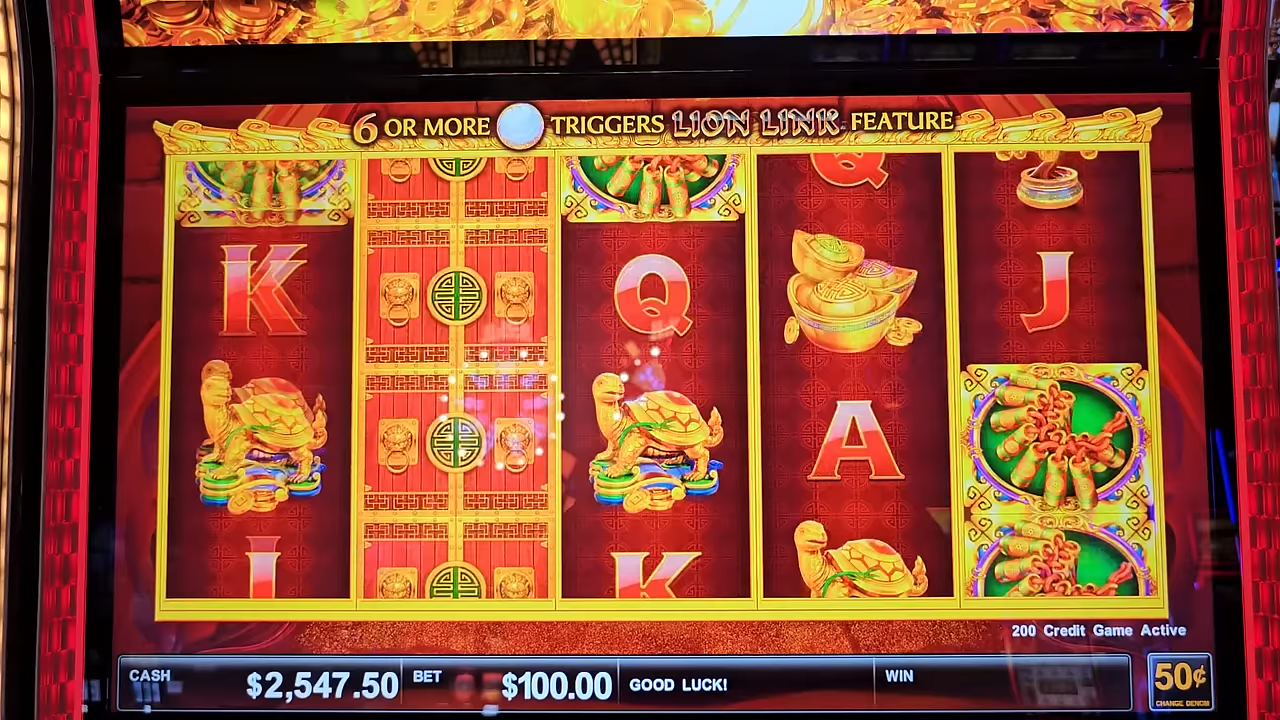 6 OR MORE TRIGGERS LION LINK FEATURE
Q
K
Q
J
A
J
K
200 Credit Game Active
CASH $2,547.50 BET $100.00 GOOD LUCK! WIN 50¢
CHANGE DENOM